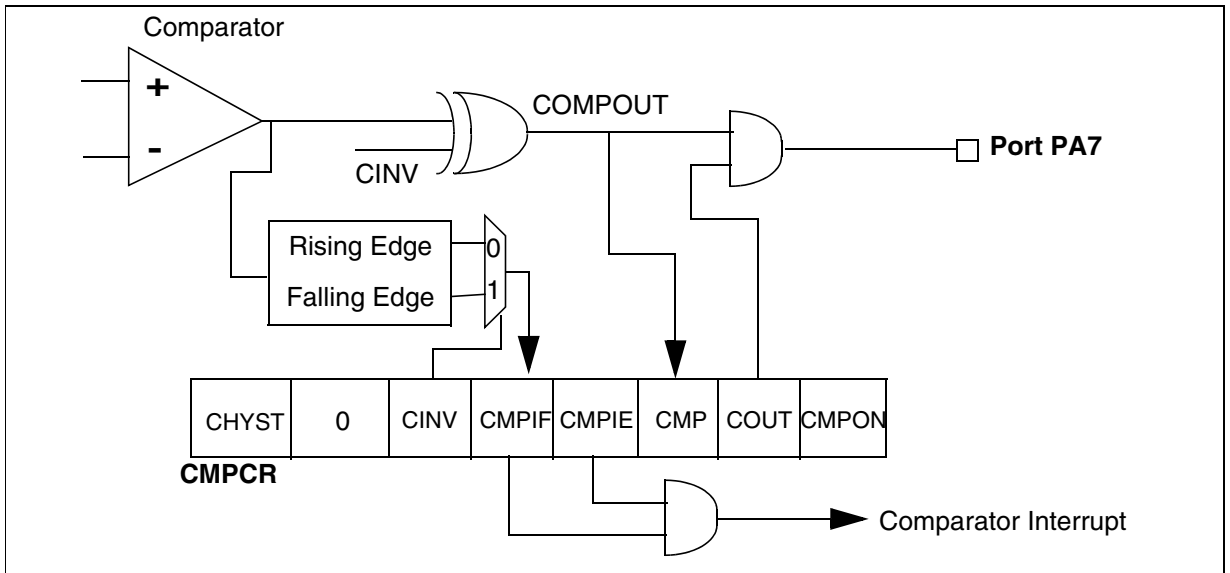 Comparator
+
-
COMPOUT
CINV
Port PA7
Rising Edge
0
Falling Edge
1
CHYST 0 CINV CMPIF CMPIE CMP COUT CMPON
CMPCR
Comparator Interrupt